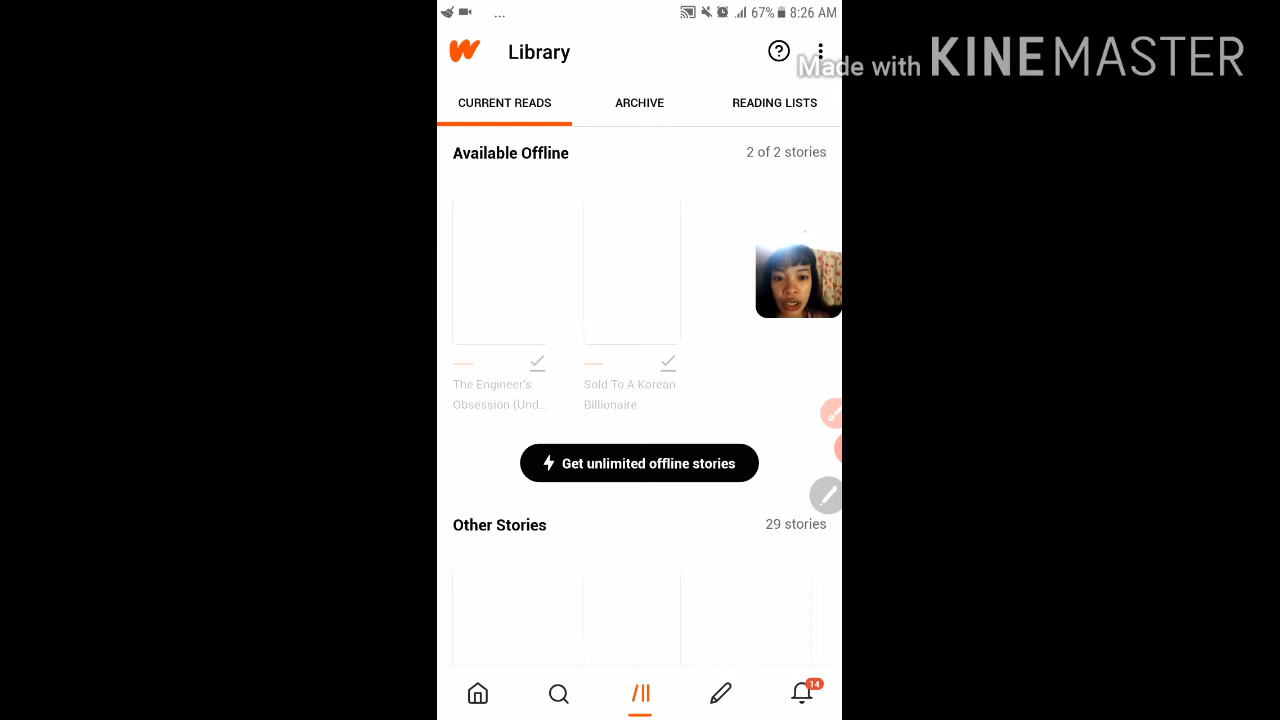 ... 67% 8:26 AM
Library
Made with KINEMASTER
CURRENT READS ARCHIVE READING LISTS
Available Offline 2 of 2 stories
The Engineer's
Obsession (Und...
Sold To A Korean
Billionaire
Get unlimited offline stories
Other Stories 29 stories
14